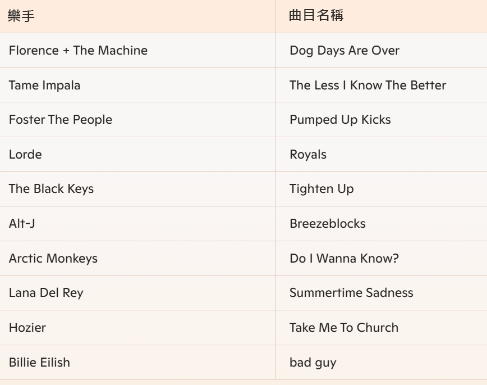 樂手 曲目名稱
Florence + The Machine Dog Days Are Over
Tame Impala The Less I Know The Better
Foster The People Pumped Up Kicks
Lorde Royals
The Black Keys Tighten Up
Alt-J Breezeblocks
Arctic Monkeys Do I Wanna Know?
Lana Del Rey Summertime Sadness
Hozier Take Me To Church
Billie Eilish bad guy